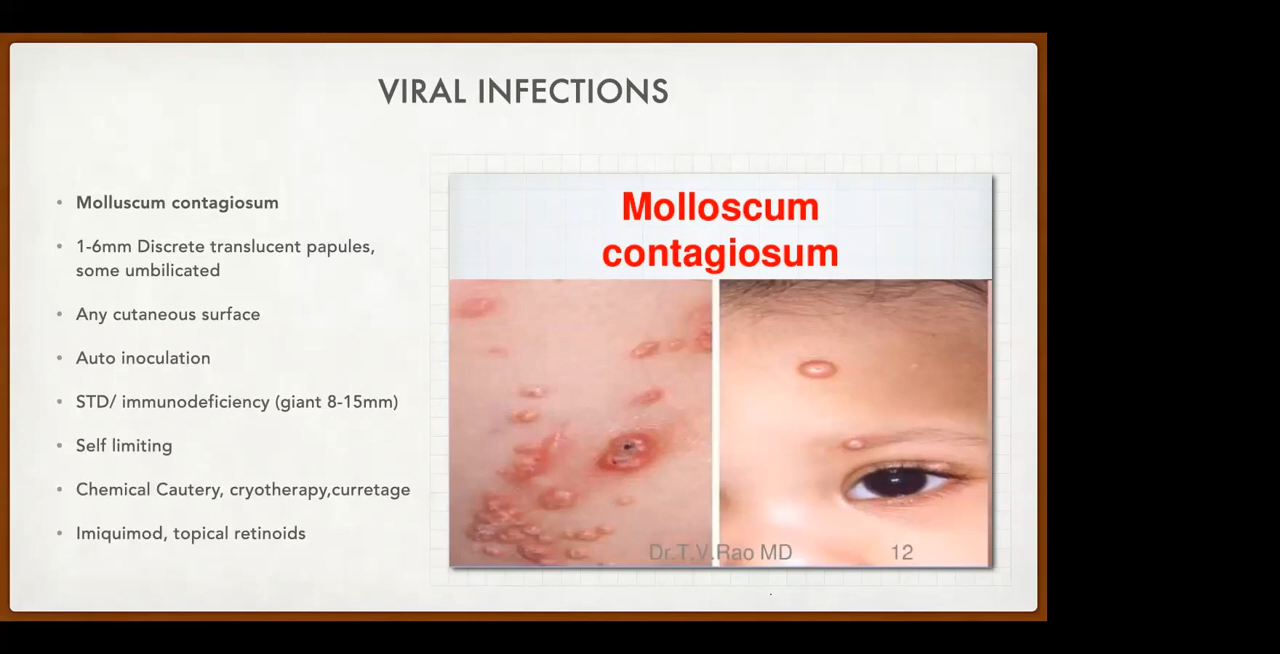 VIRAL INFECTIONS
Molluscum contagiosum
1-6mm Discrete translucent papules,
some umbilicated
Any cutaneous surface
Auto inoculation
STD/ immunodeficiency (giant 8-15mm)
Self limiting
Chemical Cautery, cryotherapy,curretage
Imiquimod, topical retinoids
Molloscum
contagiosum
Dr.T.V.Rao MD 12